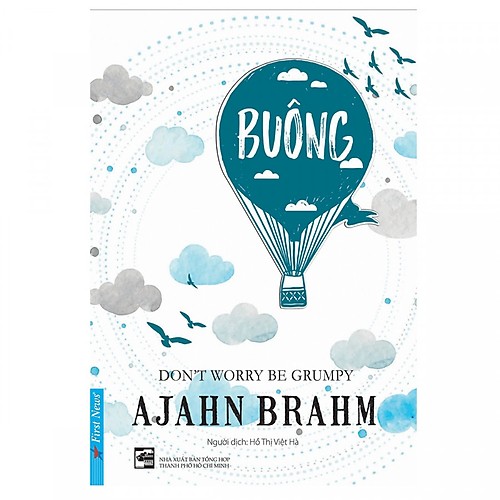 BUÔNG
DON'T WORRY BE GRUMPY
AJAHN BRAHM
Người dịch: Hồ Thị Việt Hà
First News
NHÀ XUẤT BẢN TỔNG HỢP
THÀNH PHỐ HỒ CHÍ MINH